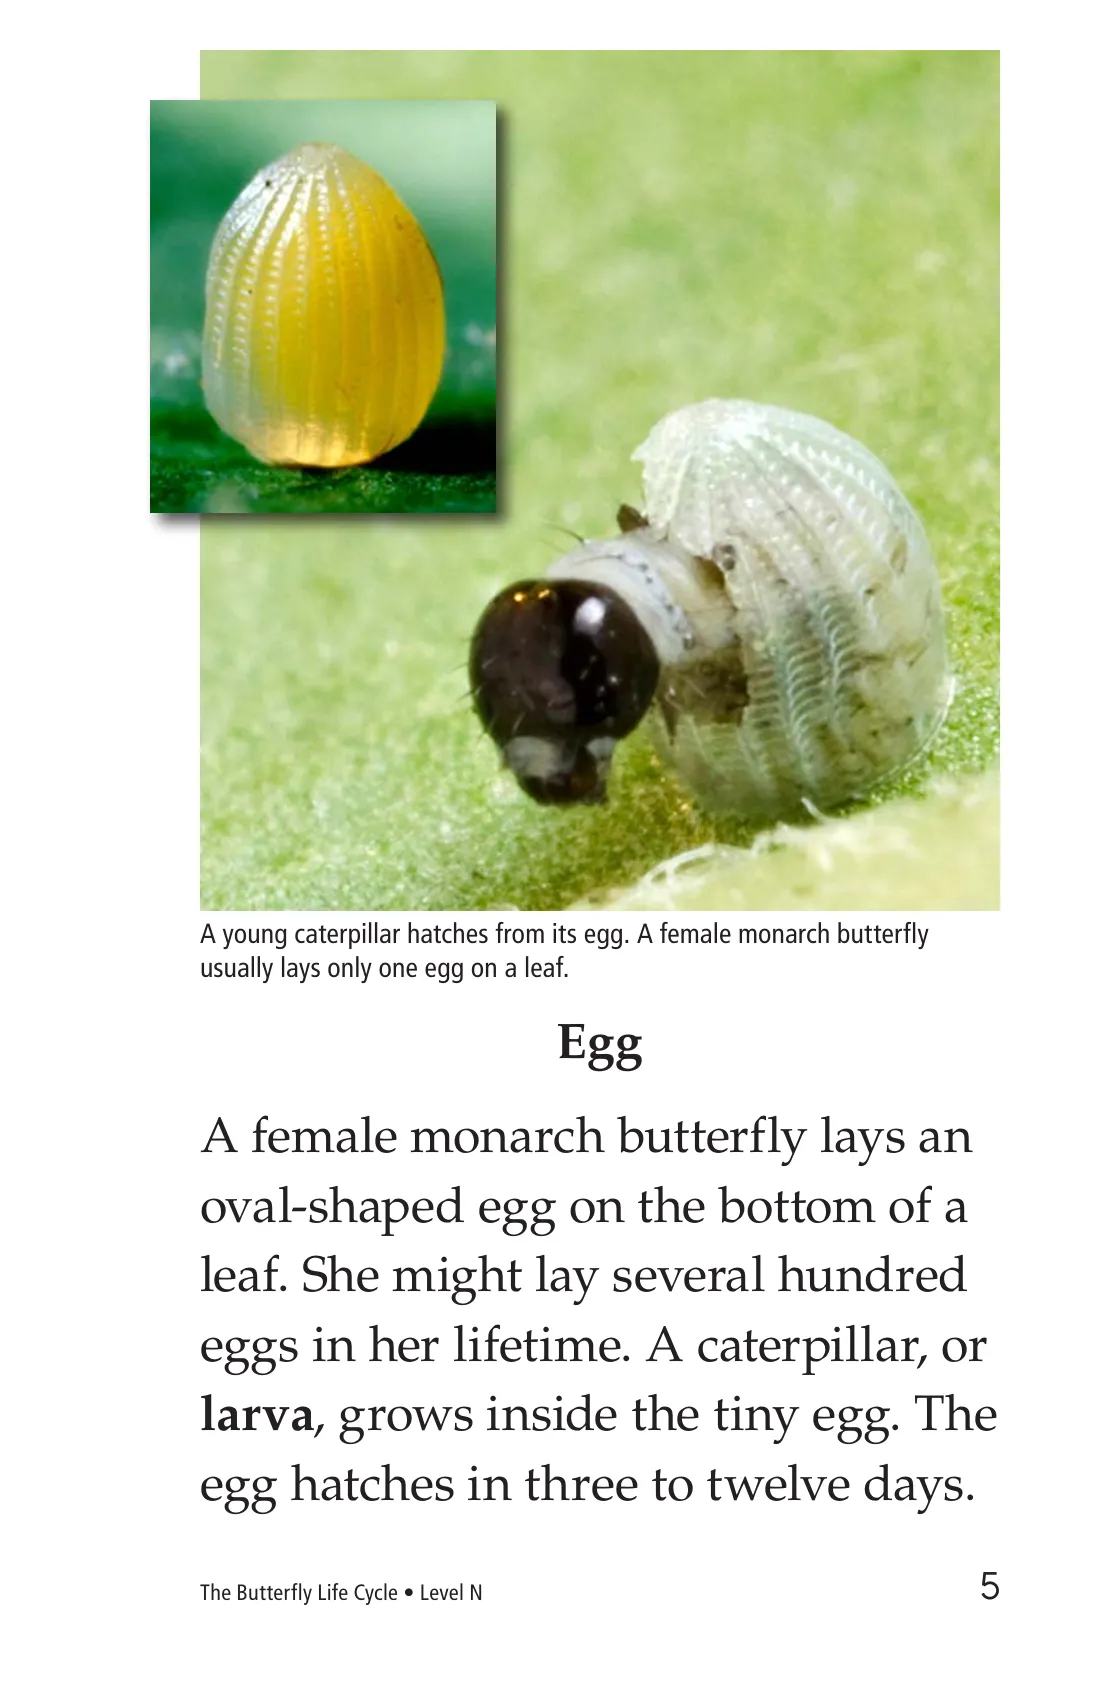 A young caterpillar hatches from its egg. A female monarch butterfly
usually lays only one egg on a leaf.
Egg
A female monarch butterfly lays an
oval-shaped egg on the bottom of a
leaf. She might lay several hundred
eggs in her lifetime. A caterpillar, or
larva, grows inside the tiny egg. The
egg hatches in three to twelve days.
The Butterfly Life Cycle • Level N
5